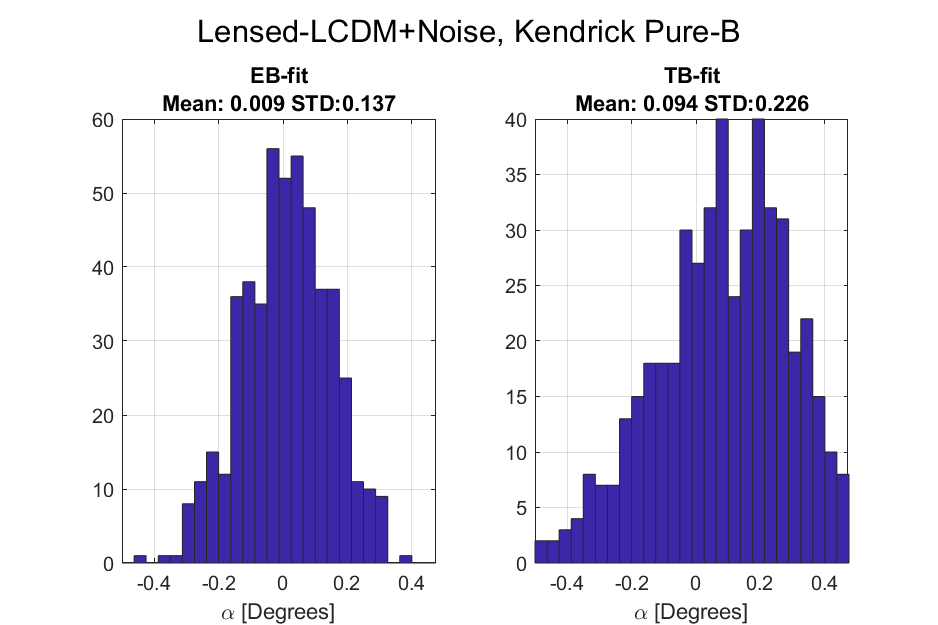 Lensed-LCDM+Noise, Kendrick Pure-B
EB-fit
Mean: 0.009 STD:0.137
60
50
40
30
20
10
0
-0.4 -0.2 0 0.2 0.4
α [Degrees]
TB-fit
Mean: 0.094 STD:0.226
40
35
30
25
20
15
10
5
0
-0.4 -0.2 0 0.2 0.4
α [Degrees]